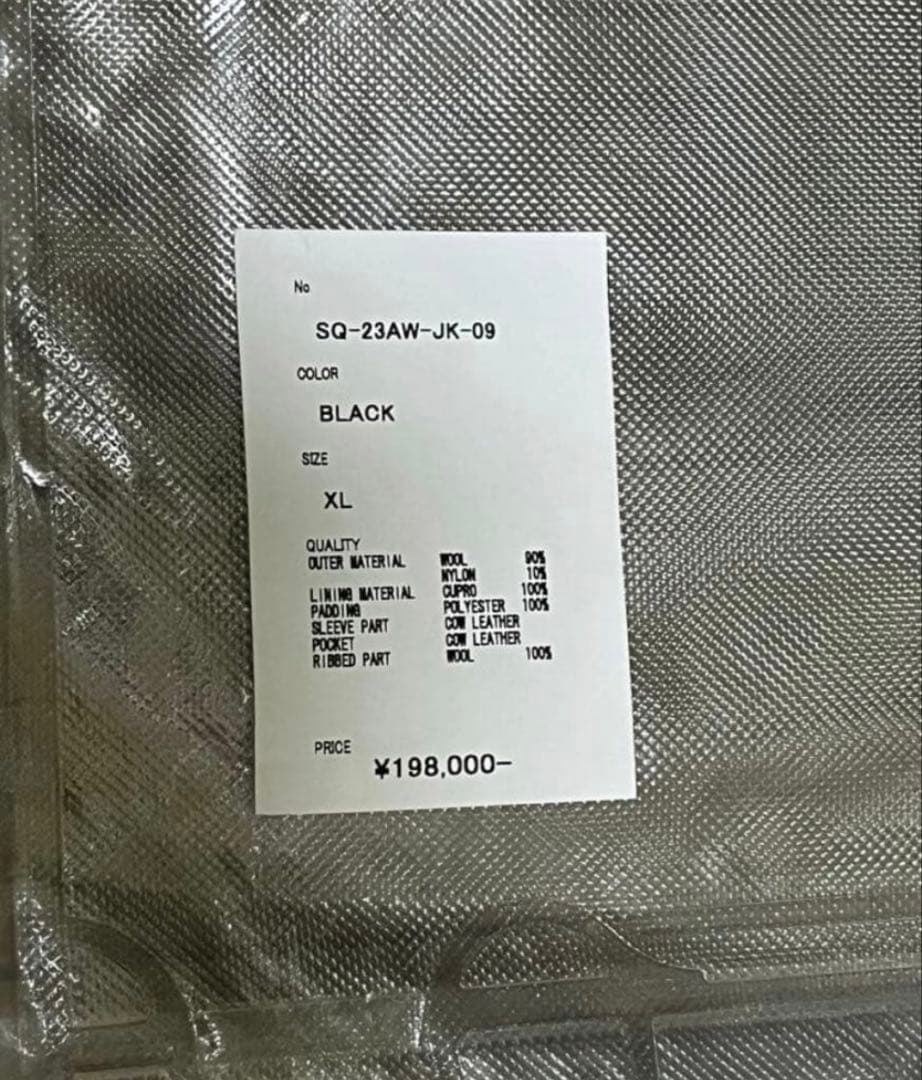 No
SQ-23AW-JK-09
COLOR
BLACK
SIZE
XL
QUALITY
OUTER MATERIAL WOOL 90%
NYLON 10%
LINING MATERIAL CUPRO 100%
PADDING POLYESTER 100%
SLEEVE PART COW LEATHER
POCKET COW LEATHER
RIBBED PART WOOL 100%
PRICE
¥198,000-